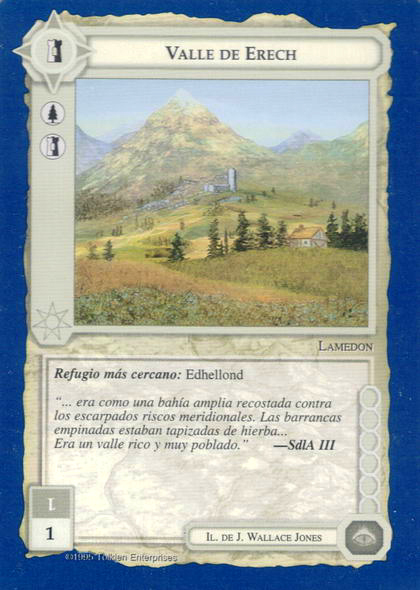 VALLE DE ERECH
LAMEDON
Refugio más cercano: Edhellond
“... era como una bahía amplia recostada contra
los escarpados riscos meridionales. Las barrancas
empinadas estaban tapizadas de hierba...
Era un valle rico y muy poblado.” —SdlA III
1
IL. DE J. WALLACE JONES
©1995 Tolkien Enterprises